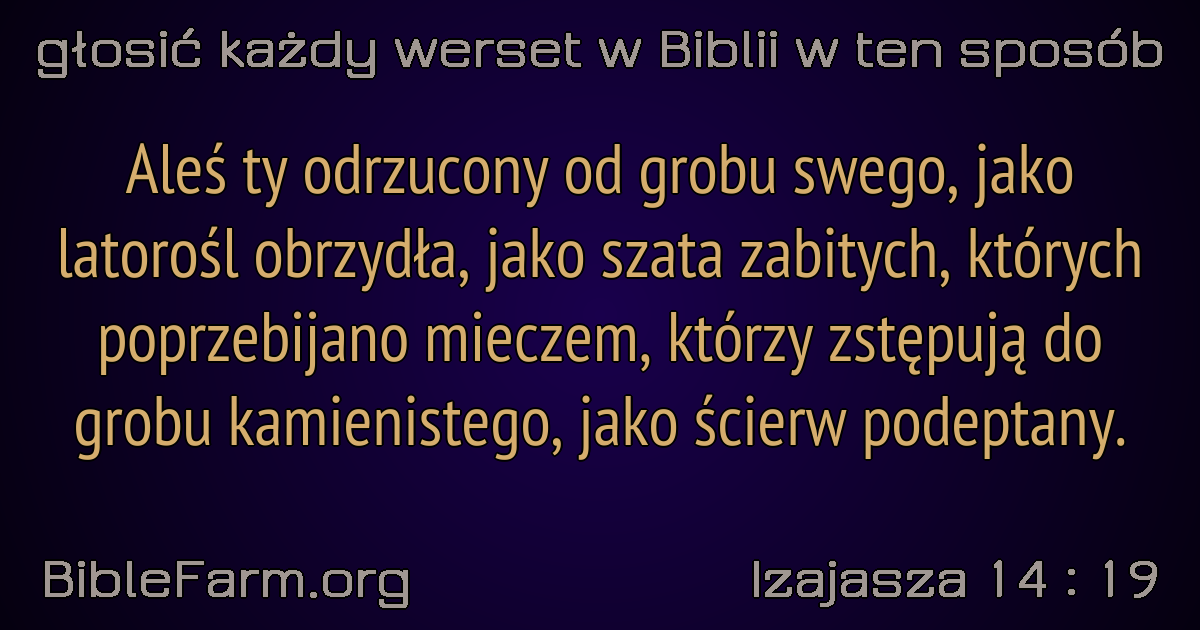 głosić każdy werset w Biblii w ten sposób
Aleś ty odrzucony od grobu swego, jako
latorośl obrzydła, jako szata zabitych, których
poprzebijano mieczem, którzy zstępują do
grobu kamienistego, jako ścierw podeptany.
BibleFarm.org
Izajasza 14 : 19